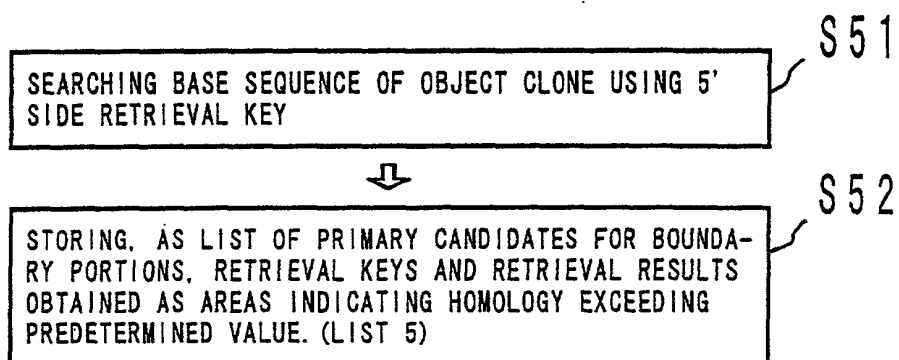 S51
SEARCHING BASE SEQUENCE OF OBJECT CLONE USING 5'
SIDE RETRIEVAL KEY
S52
STORING, AS LIST OF PRIMARY CANDIDATES FOR BOUNDA-
RY PORTIONS, RETRIEVAL KEYS AND RETRIEVAL RESULTS
OBTAINED AS AREAS INDICATING HOMOLOGY EXCEEDING
PREDETERMINED VALUE. (LIST 5)